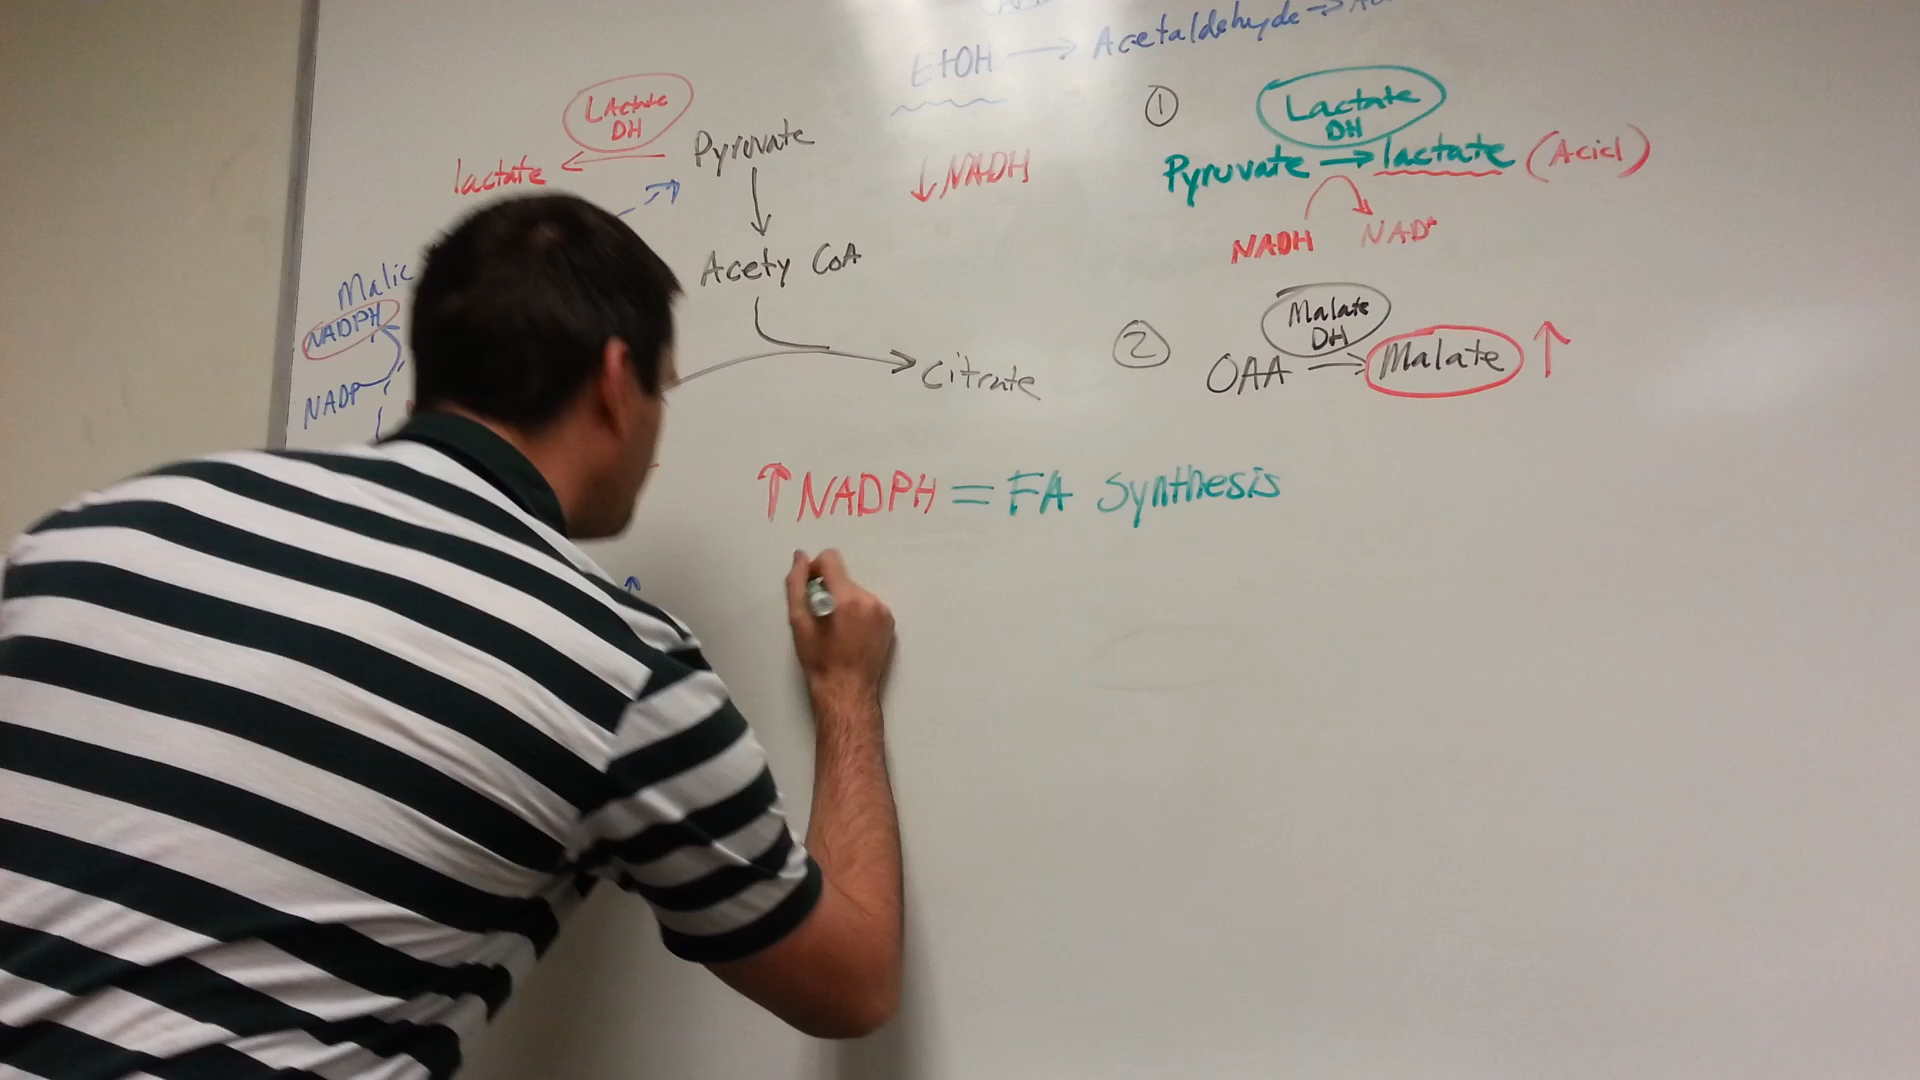 EtOH → Acetaldehyde →
Lactate
DH
lactate ← Pyruvate
Acety CoA
Citrate
Malic
NADPH
NADP
↓ NADH
①
Lactate
DH
Pyruvate → lactate (Acid)
NADH NAD+
②
Malate
DH
OAA → Malate ↑
↑ NADPH = FA Synthesis